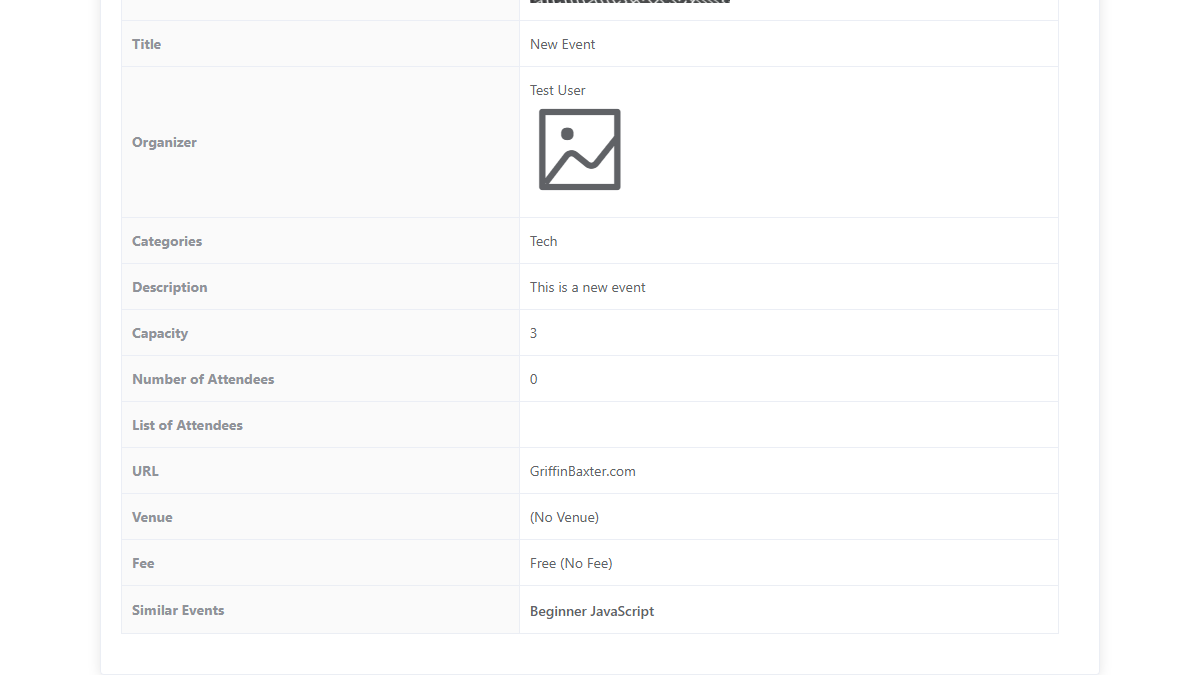 Title New Event
Test User
Organizer
Categories Tech
Description This is a new event
Capacity 3
Number of Attendees 0
List of Attendees
URL GriffinBaxter.com
Venue (No Venue)
Fee Free (No Fee)
Similar Events Beginner JavaScript